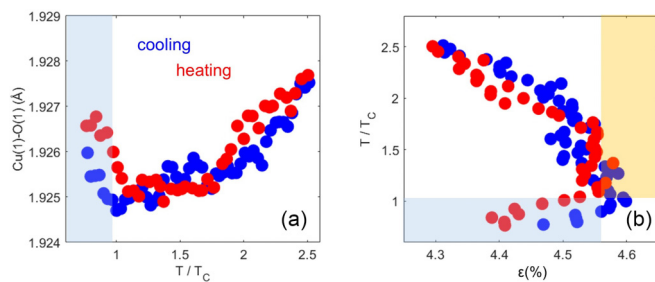 1.929
1.928
1.927
1.926
1.925
1.924
Cu(1)-O(1) (Å)
cooling
heating
(a)
1 1.5 2 2.5
T / T_C
2.5
2
1.5
1
T / T_C
(b)
4.3 4.4 4.5 4.6
ε(%)